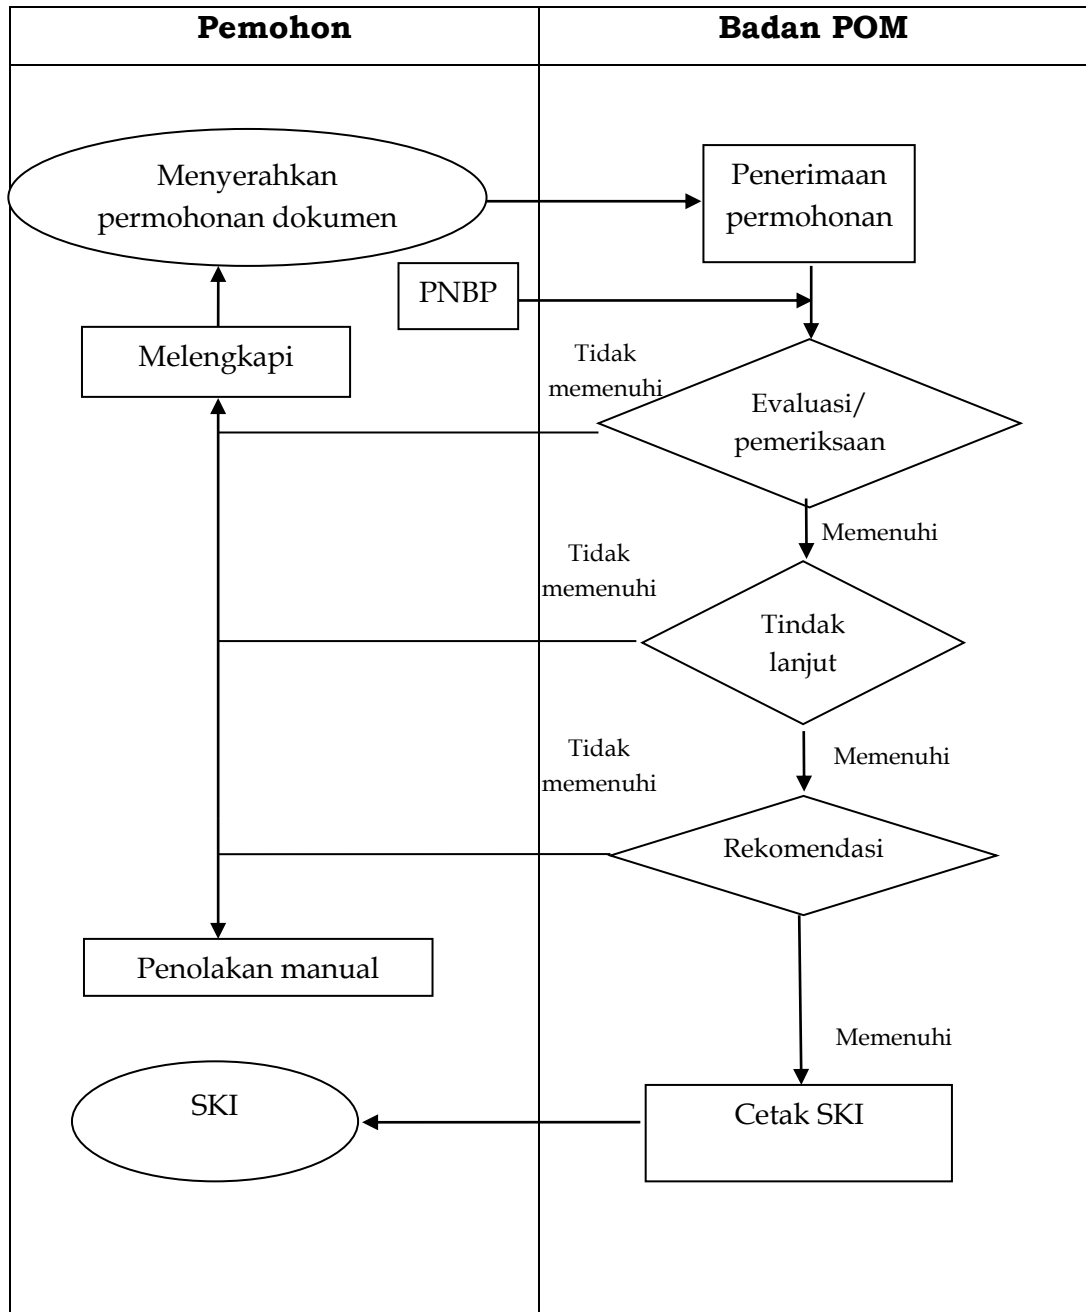 Pemohon
Badan POM
Menyerahkan
permohonan dokumen
Penerimaan
permohonan
PNBP
Melengkapi
Tidak
memenuhi
Evaluasi/
pemeriksaan
Memenuhi
Tidak
memenuhi
Tindak
lanjut
Memenuhi
Tidak
memenuhi
Rekomendasi
Penolakan manual
Memenuhi
SKI
Cetak SKI